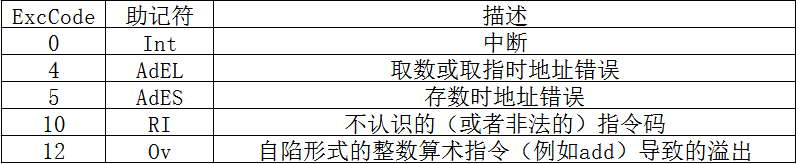 ExcCode 助记符 描述
0 Int 中断
4 AdEL 取数或取指时地址错误
5 AdES 存数时地址错误
10 RI 不认识的（或者非法的）指令码
12 Ov 自陷形式的整数算术指令（例如add）导致的溢出